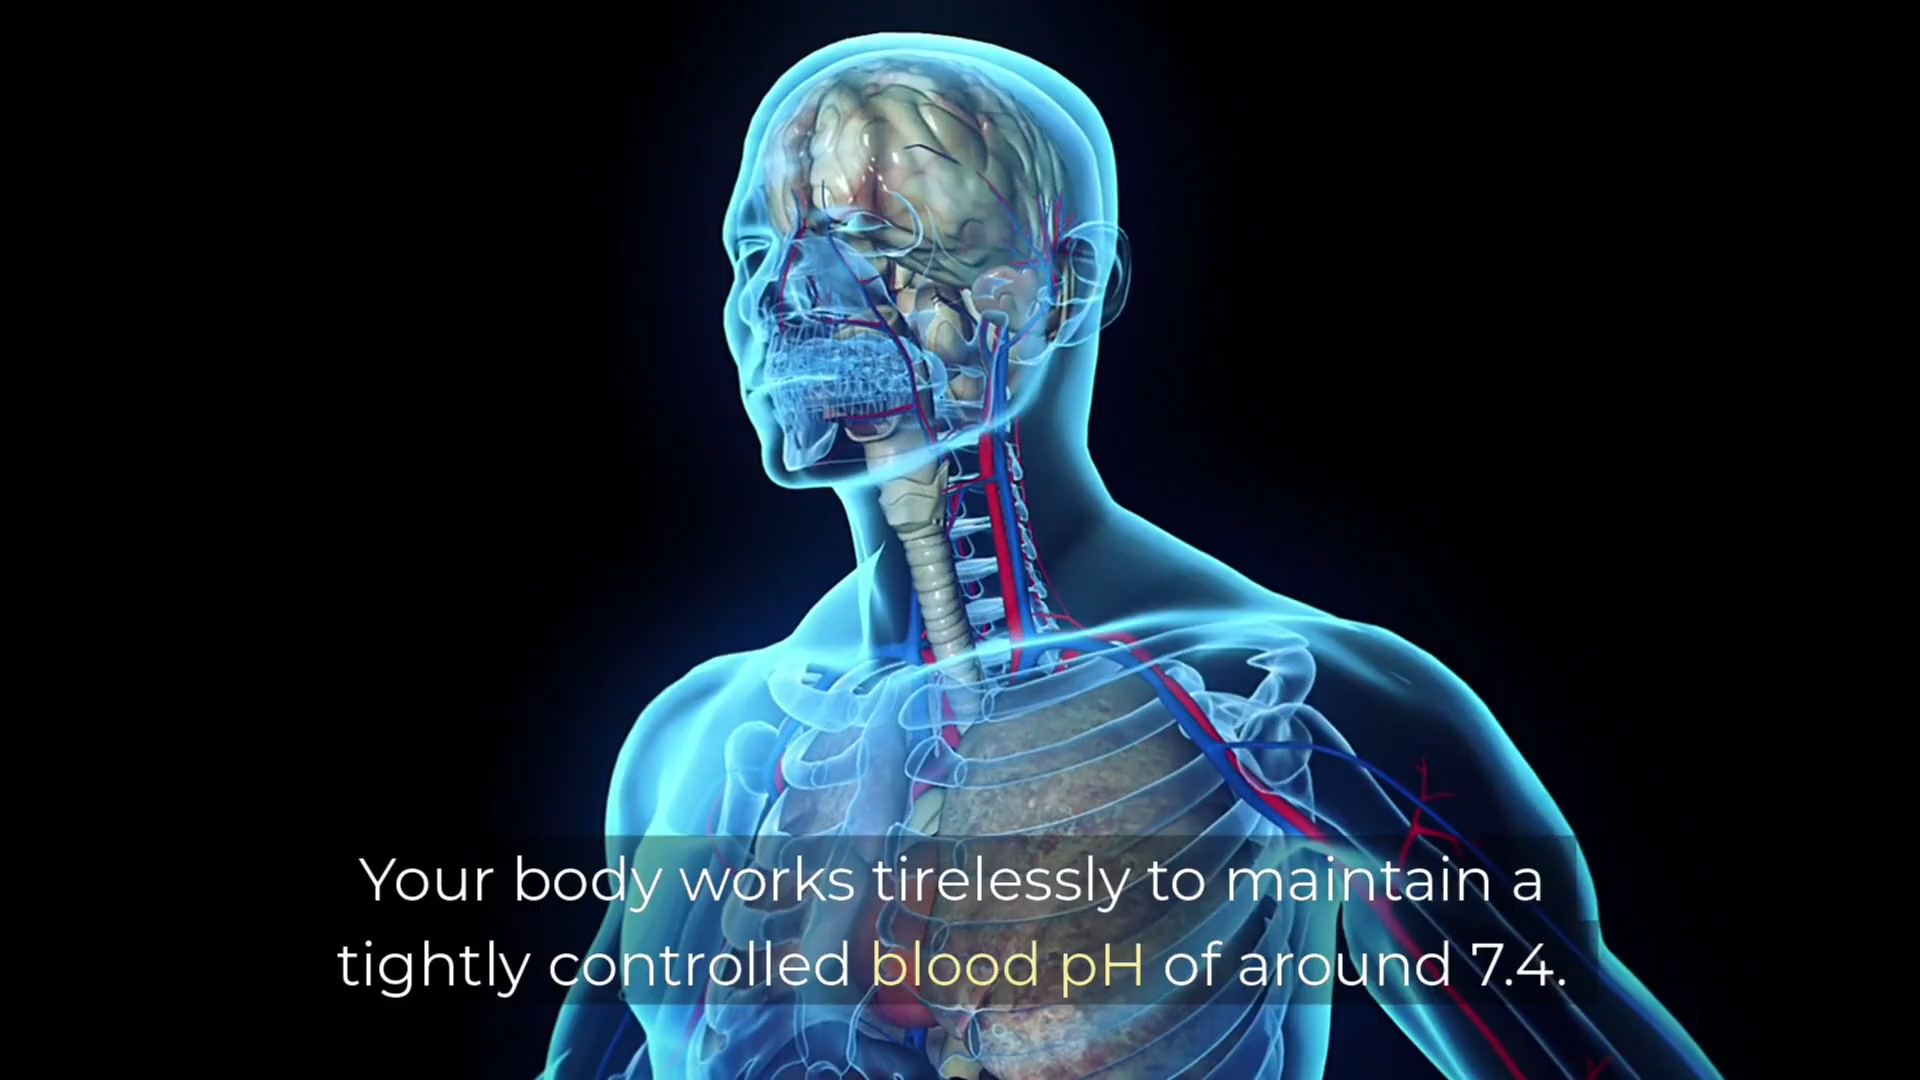 Your body works tirelessly to maintain a
tightly controlled blood pH of around 7.4.